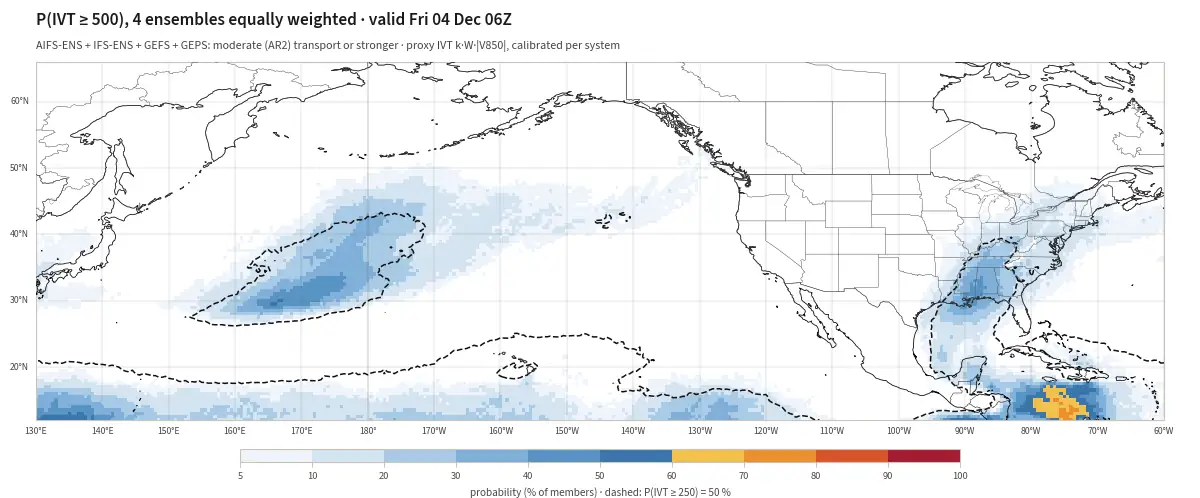 P(IVT ≥ 500), 4 ensembles equally weighted · valid Fri 04 Dec 06Z
AIFS-ENS + IFS-ENS + GEFS + GEPS: moderate (AR2) transport or stronger · proxy IVT k·W·|V850|, calibrated per system
60°N
50°N
40°N
30°N
20°N
130°E 140°E 150°E 160°E 170°E 180° 170°W 160°W 150°W 140°W 130°W 120°W 110°W 100°W 90°W 80°W 70°W 60°W
5 10 20 30 40 50 60 70 80 90 100
probability (% of members) · dashed: P(IVT ≥ 250) = 50 %